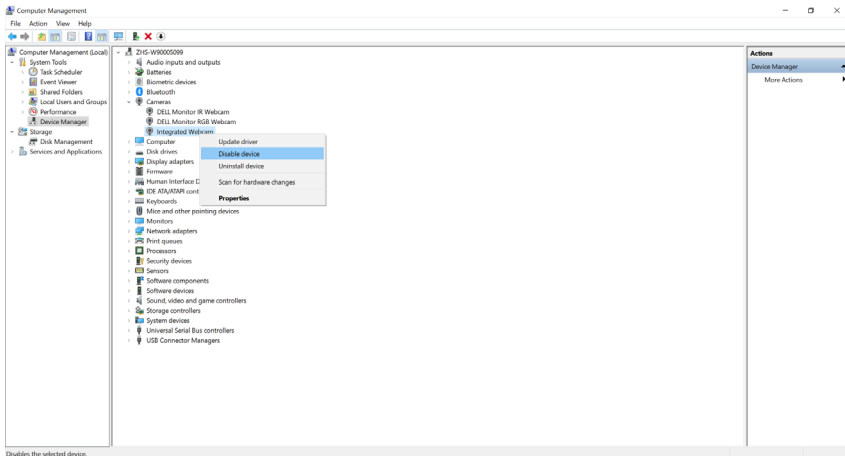 Computer Management
File Action View Help
Computer Management (Local)
System Tools
Task Scheduler
Event Viewer
Shared Folders
Local Users and Groups
Performance
Device Manager
Storage
Disk Management
Services and Applications
ZHS-W90005099
Audio inputs and outputs
Batteries
Biometric devices
Bluetooth
Cameras
DELL Monitor IR Webcam
DELL Monitor RGB Webcam
Integrated Webcam
Computer
Disk drives
Display adapters
Firmware
Human Interface D
IDE ATA/ATAPI cont
Keyboards
Mice and other pointing devices
Monitors
Network adapters
Print queues
Processors
Security devices
Sensors
Software components
Software devices
Sound, video and game controllers
Storage controllers
System devices
Universal Serial Bus controllers
USB Connector Managers
Update driver
Disable device
Uninstall device
Scan for hardware changes
Properties
Actions
Device Manager
More Actions
Disables the selected device.